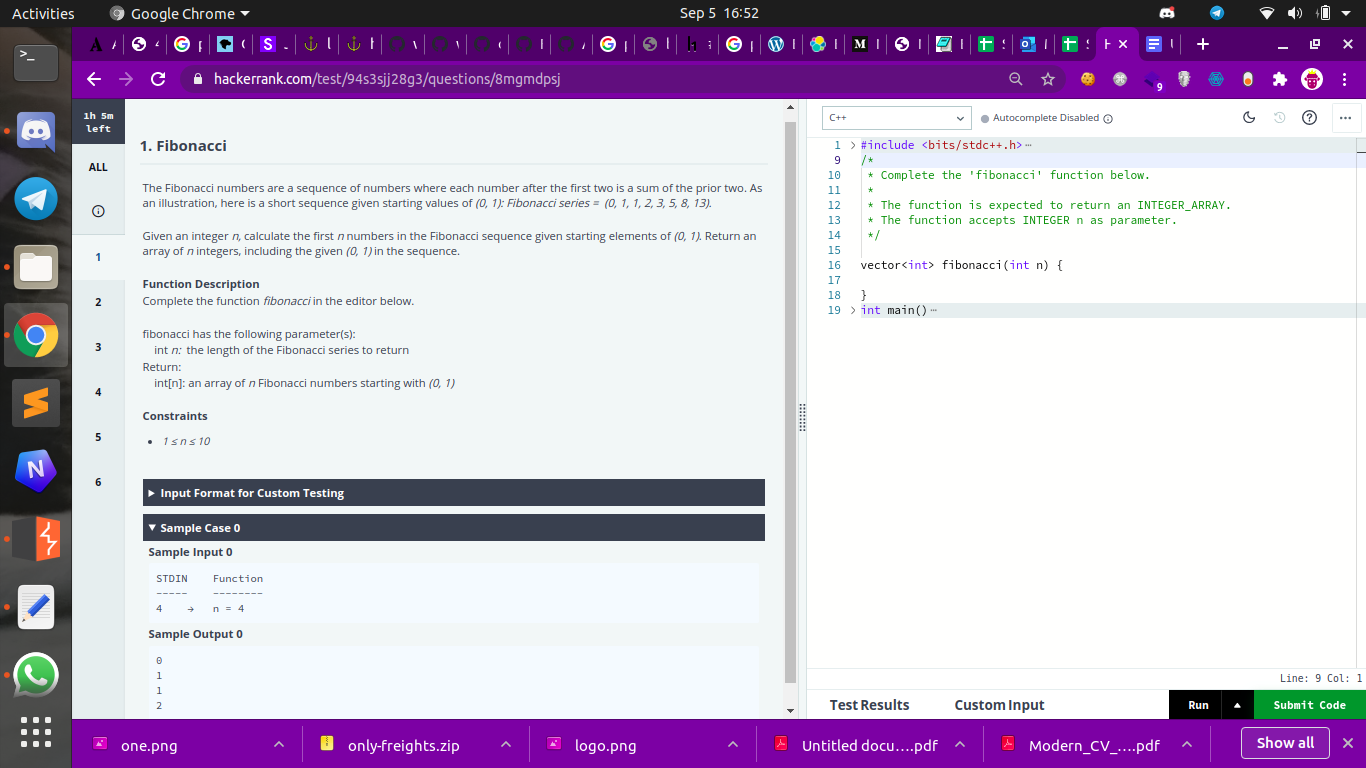 Activities
Google Chrome
Sep 5 16:52
hackerrank.com/test/94s3sjj28g3/questions/8mgmdpsj
9
1h 5m
left
ALL
1
2
3
4
5
6
1. Fibonacci
The Fibonacci numbers are a sequence of numbers where each number after the first two is a sum of the prior two. As
an illustration, here is a short sequence given starting values of (0, 1): Fibonacci series = (0, 1, 1, 2, 3, 5, 8, 13).
Given an integer n, calculate the first n numbers in the Fibonacci sequence given starting elements of (0, 1). Return an
array of n integers, including the given (0, 1) in the sequence.
Function Description
Complete the function fibonacci in the editor below.
fibonacci has the following parameter(s):
int n: the length of the Fibonacci series to return
Return:
int[n]: an array of n Fibonacci numbers starting with (0, 1)
Constraints
• 1 ≤ n ≤ 10
Input Format for Custom Testing
Sample Case 0
Sample Input 0
STDIN Function
----- --------
4 → n = 4
Sample Output 0
0
1
1
2
C++
Autocomplete Disabled
1 #include <bits/stdc++.h>
9 /*
10 * Complete the 'fibonacci' function below.
11 *
12 * The function is expected to return an INTEGER_ARRAY.
13 * The function accepts INTEGER n as parameter.
14 */
15
16 vector<int> fibonacci(int n) {
17
18 }
19 int main()
Line: 9 Col: 1
Test Results
Custom Input
Run
Submit Code
one.png
only-freights.zip
logo.png
Untitled docu....pdf
Modern_CV_....pdf
Show all